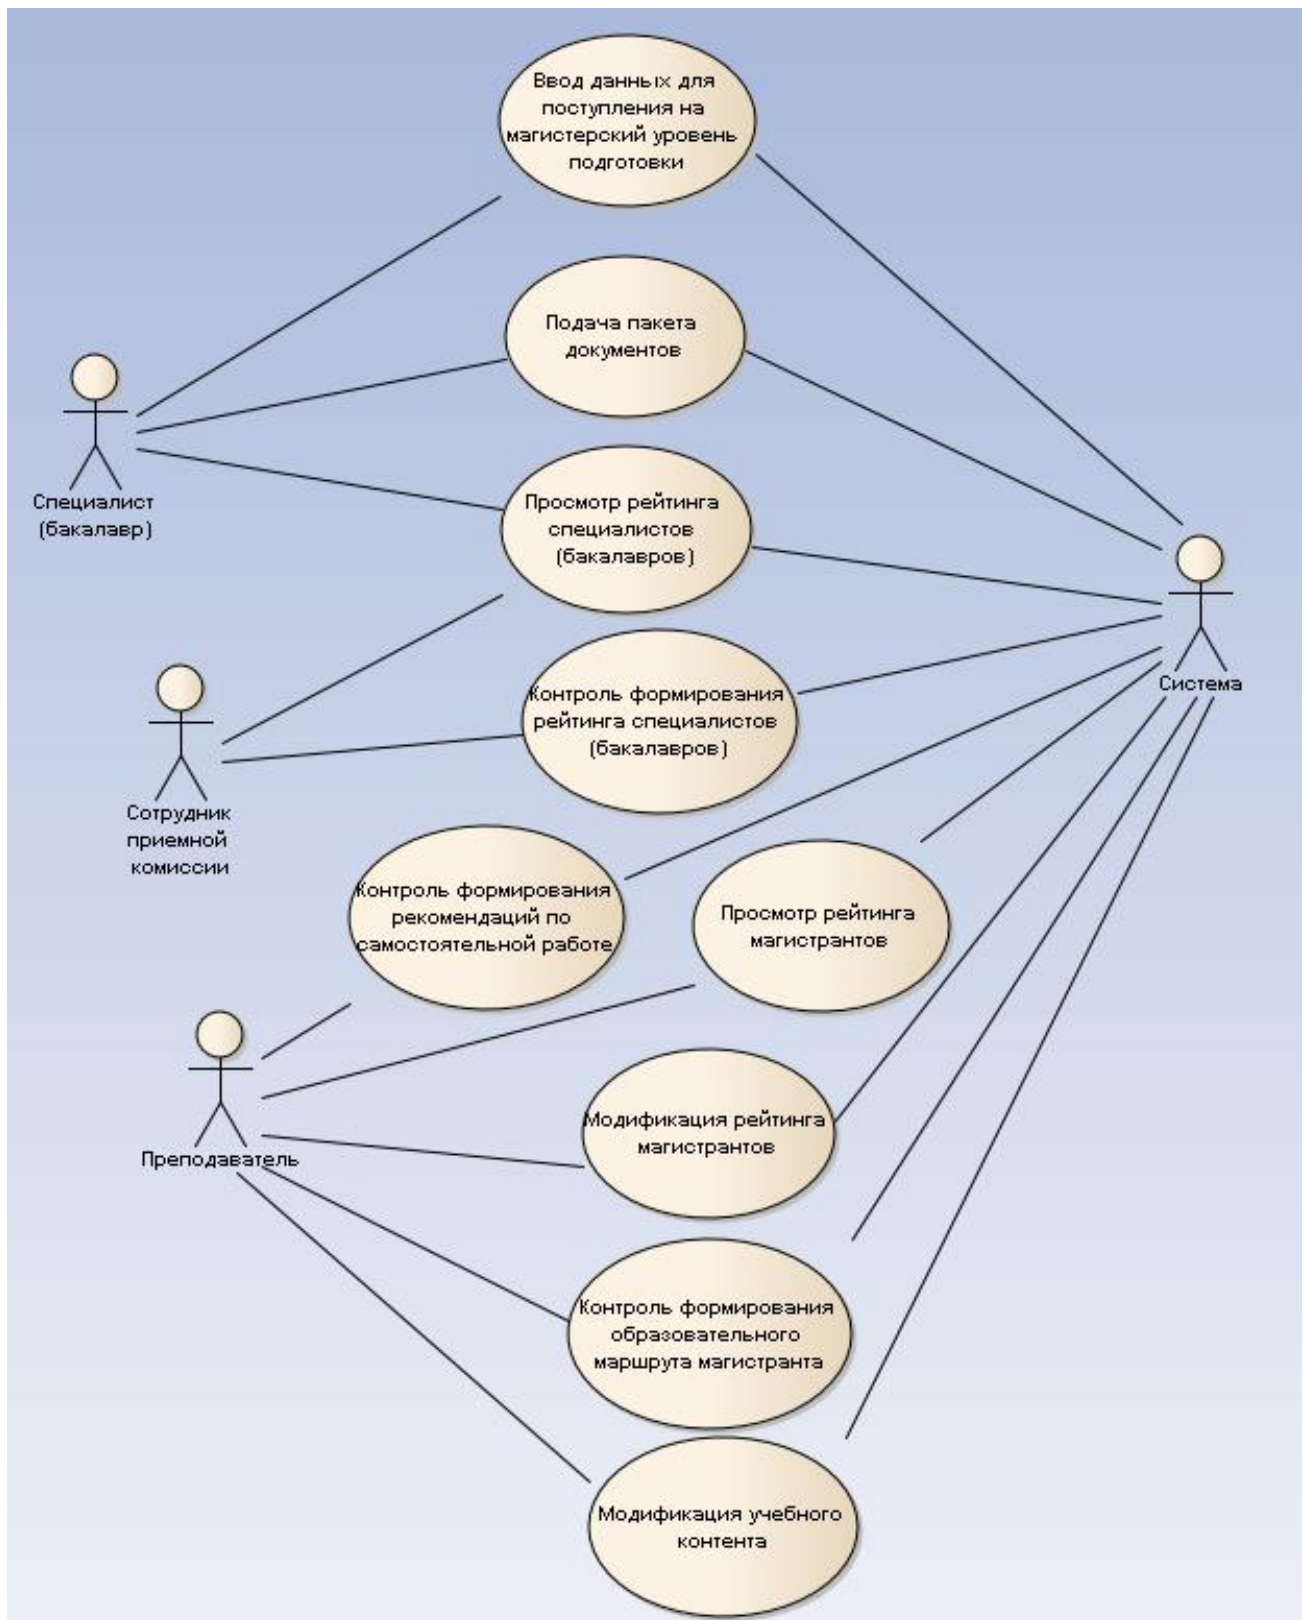 Ввод данных для
поступления на
магистерский уровень
подготовки
Подача пакета
документов
Специалист
(бакалавр)
Просмотр рейтинга
специалистов
(бакалавров)
Система
Контроль формирования
рейтинга специалистов
(бакалавров)
Сотрудник
приемной
комиссии
Контроль формирования
рекомендаций по
самостоятельной работе
Просмотр рейтинга
магистрантов
Преподаватель
Модификация рейтинга
магистрантов
Контроль формирования
образовательного
маршрута магистранта
Модификация учебного
контента